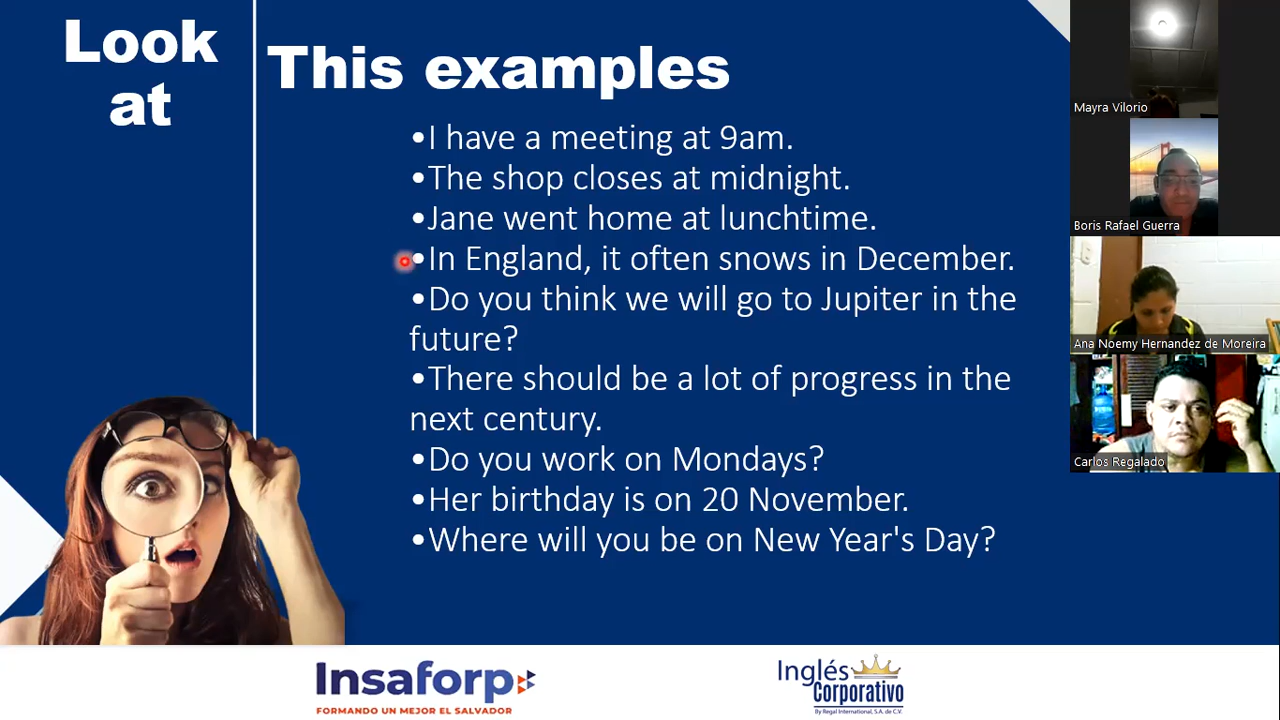 Look
at
This examples
•I have a meeting at 9am.
•The shop closes at midnight.
•Jane went home at lunchtime.
•In England, it often snows in December.
•Do you think we will go to Jupiter in the
future?
•There should be a lot of progress in the
next century.
•Do you work on Mondays?
•Her birthday is on 20 November.
•Where will you be on New Year's Day?
Mayra Vilorio
Boris Rafael Guerra
Ana Noemy Hernandez de Moreira
Carlos Regalado
Insaforp
FORMANDO UN MEJOR EL SALVADOR
Inglés
Corporativo
By Regal International, S.A. de C.V.